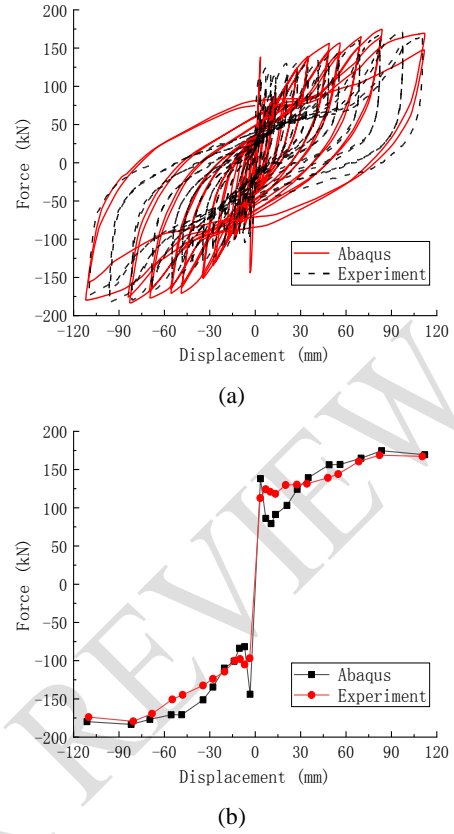 200
150
100
50
0
-50
-100
-150
-200
Force (kN)
Abaqus
Experiment
-120 -90 -60 -30 0 30 60 90 120
Displacement (mm)
(a)
200
150
100
50
0
-50
-100
-150
-200
Force (kN)
Abaqus
Experiment
-120 -90 -60 -30 0 30 60 90 120
Displacement (mm)
(b)
REVIEW